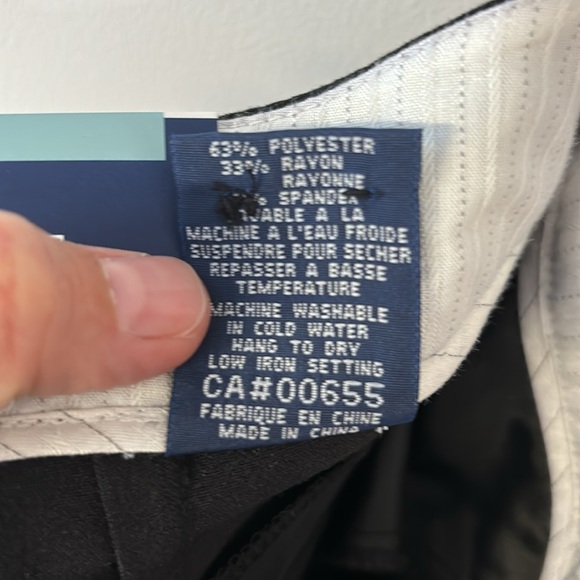 63% POLYESTER
33% RAYON
RAYONNE
% SPANDEX
A LA
MACHINE A L'EAU FROIDE
SUSPENDRE POUR SECHER
REPASSER A BASSE
TEMPERATURE
MACHINE WASHABLE
IN COLD WATER
HANG TO DRY
LOW IRON SETTING
CA#00655
FABRIQUE EN CHINE
MADE IN CHINA